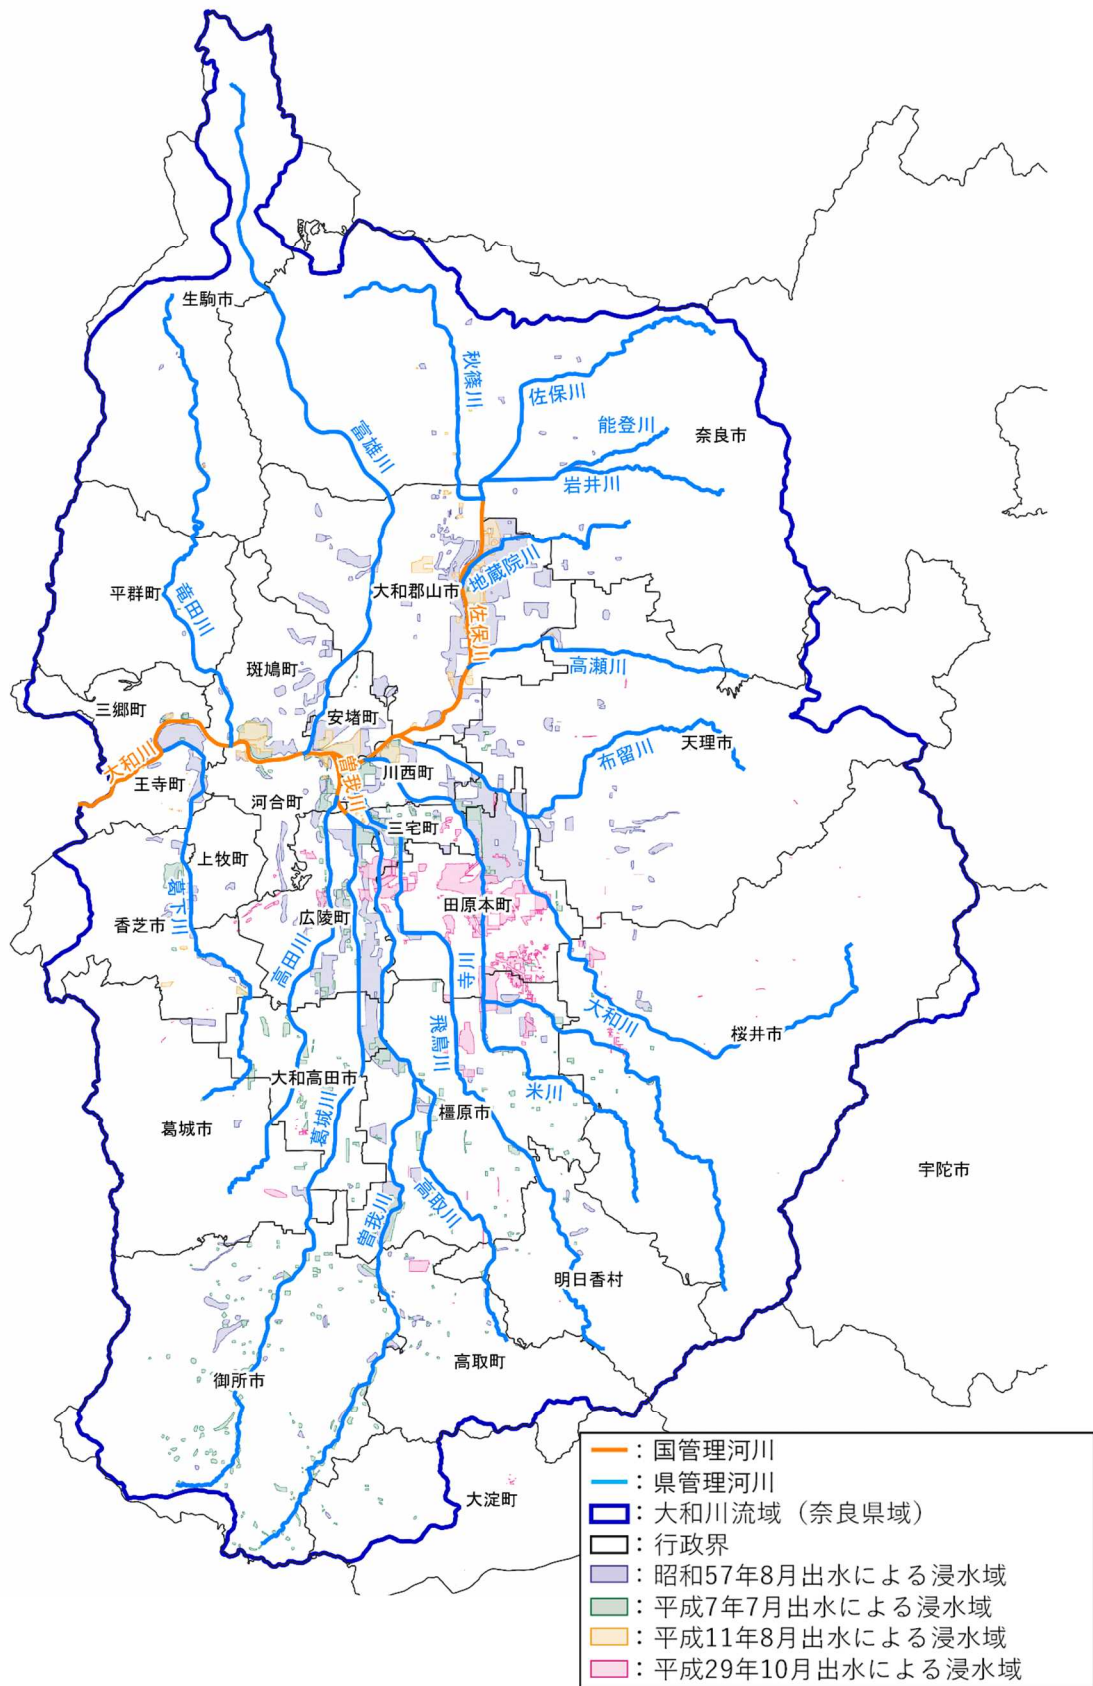 生駒市
秋篠川
佐保川
能登川
奈良市
富雄川
岩井川
地蔵院川
大和郡山市
平群町
竜田川
佐保川
斑鳩町
高瀬川
三郷町
安堵町
布留川
天理市
大和川
曽我川
川西町
王寺町
河合町
三宅町
上牧町
葛下川
田原本町
広陵町
香芝市
高田川
寺川
大和川
飛鳥川
桜井市
大和高田市
米川
葛城川
橿原市
葛城市
宇陀市
高取川
曽我川
明日香村
高取町
御所市
大淀町
：国管理河川
：県管理河川
：大和川流域（奈良県域）
：行政界
：昭和57年8月出水による浸水域
：平成7年7月出水による浸水域
：平成11年8月出水による浸水域
：平成29年10月出水による浸水域